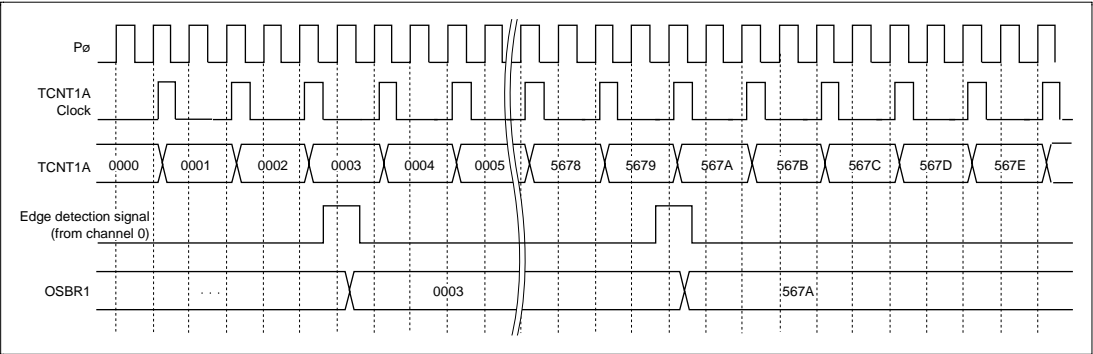 Pø
TCNT1A
Clock
TCNT1A 0000 0001 0002 0003 0004 0005 5678 5679 567A 567B 567C 567D 567E
Edge detection signal
(from channel 0)
OSBR1 . . . 0003 567A